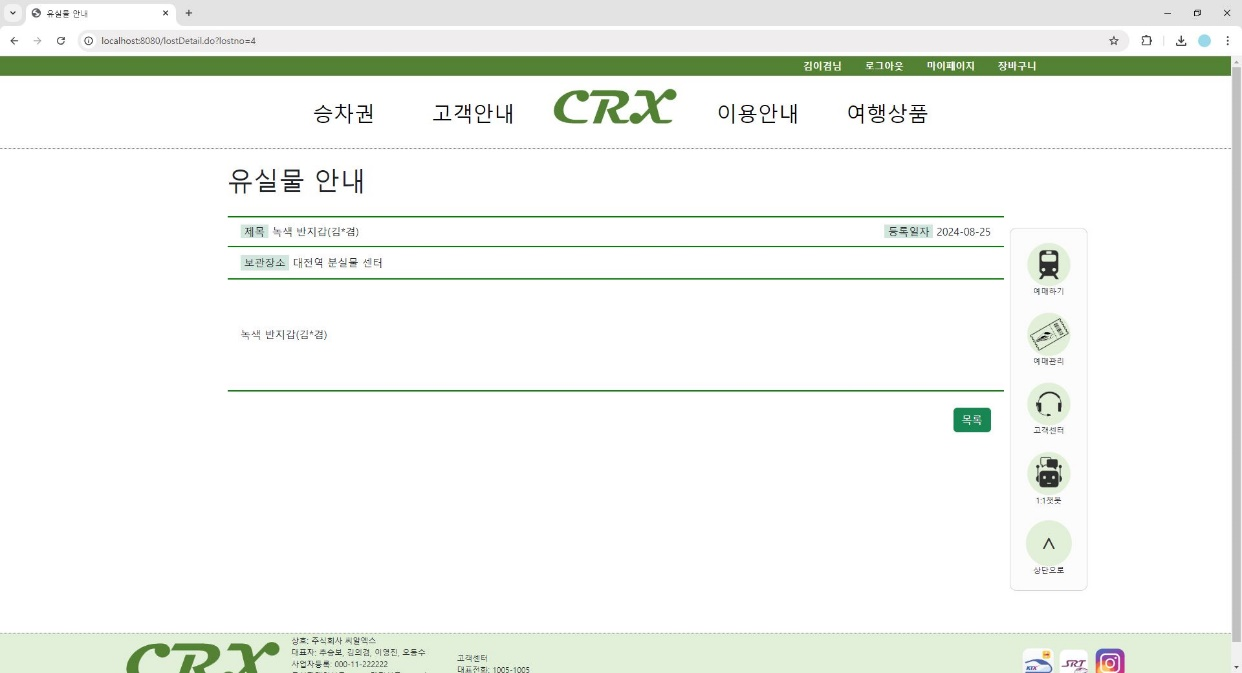 유실물 안내
localhost:8080/lostDetail.do?lostno=4
김이겸님 로그아웃 마이페이지 장바구니
승차권 고객안내 CRX 이용안내 여행상품
유실물 안내
제목 녹색 반지갑(김*겸) 등록일자 2024-08-25
보관장소 대전역 분실물 센터
녹색 반지갑(김*겸)
목록
예매하기
예매관리
고객센터
1:1챗봇
상단으로
CRX
상호: 주식회사 씨알엑스
대표자: 추승보, 김의겸, 이영진, 오동수
사업자등록: 000-11-222222
고객센터
대표전화: 1005-1005
KTX
SRT